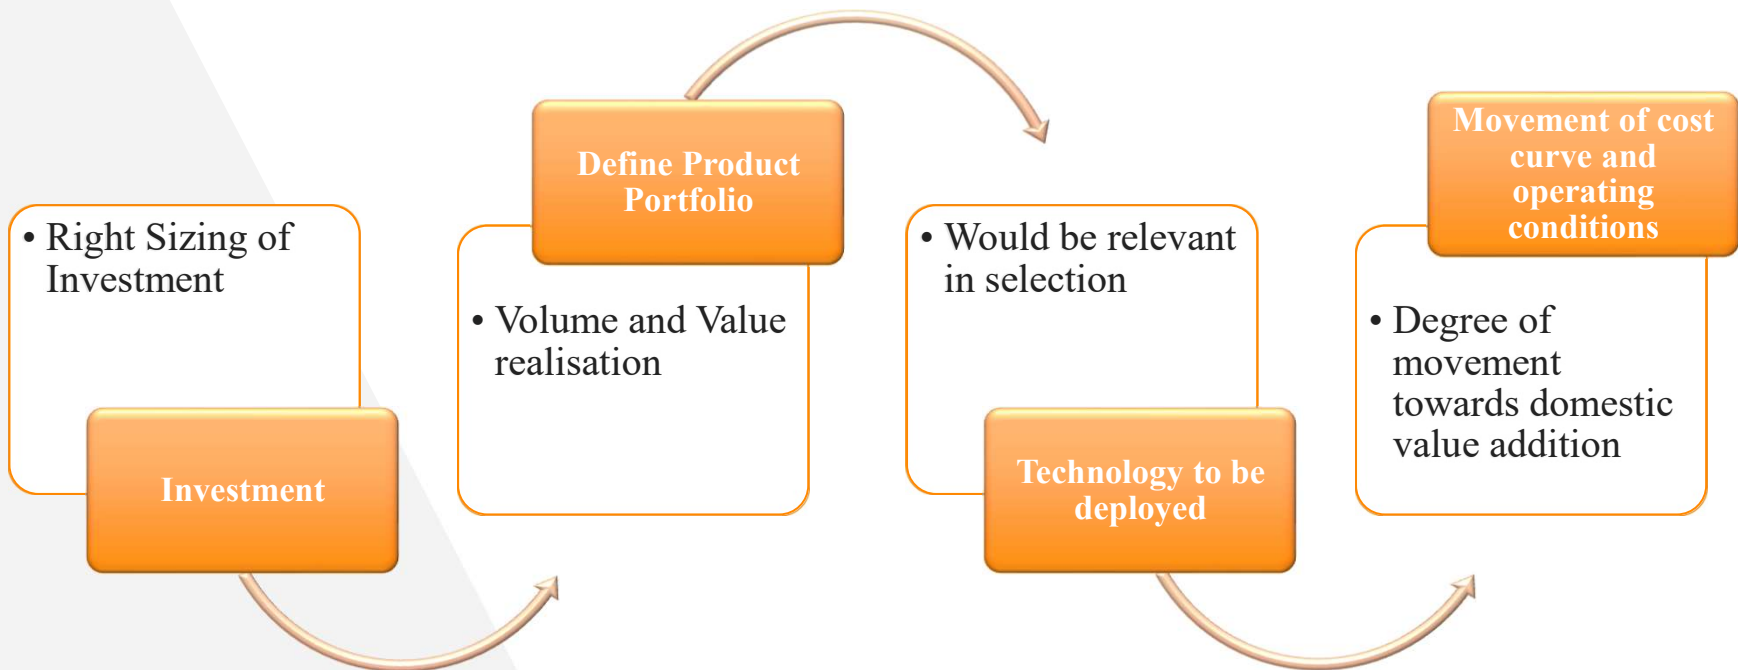 • Right Sizing of
Investment
Investment
Define Product
Portfolio
• Volume and Value
realisation
• Would be relevant
in selection
Technology to be
deployed
Movement of cost
curve and
operating
conditions
• Degree of
movement
towards domestic
value addition